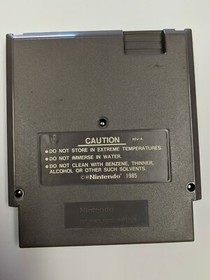 CAUTION
•DO NOT STORE IN EXTREME TEMPERATURES.
•DO NOT IMMERSE IN WATER.
•DO NOT CLEAN WITH BENZENE, THINNER,
ALCOHOL OR OTHER SUCH SOLVENTS.
©®Nintendo 1985